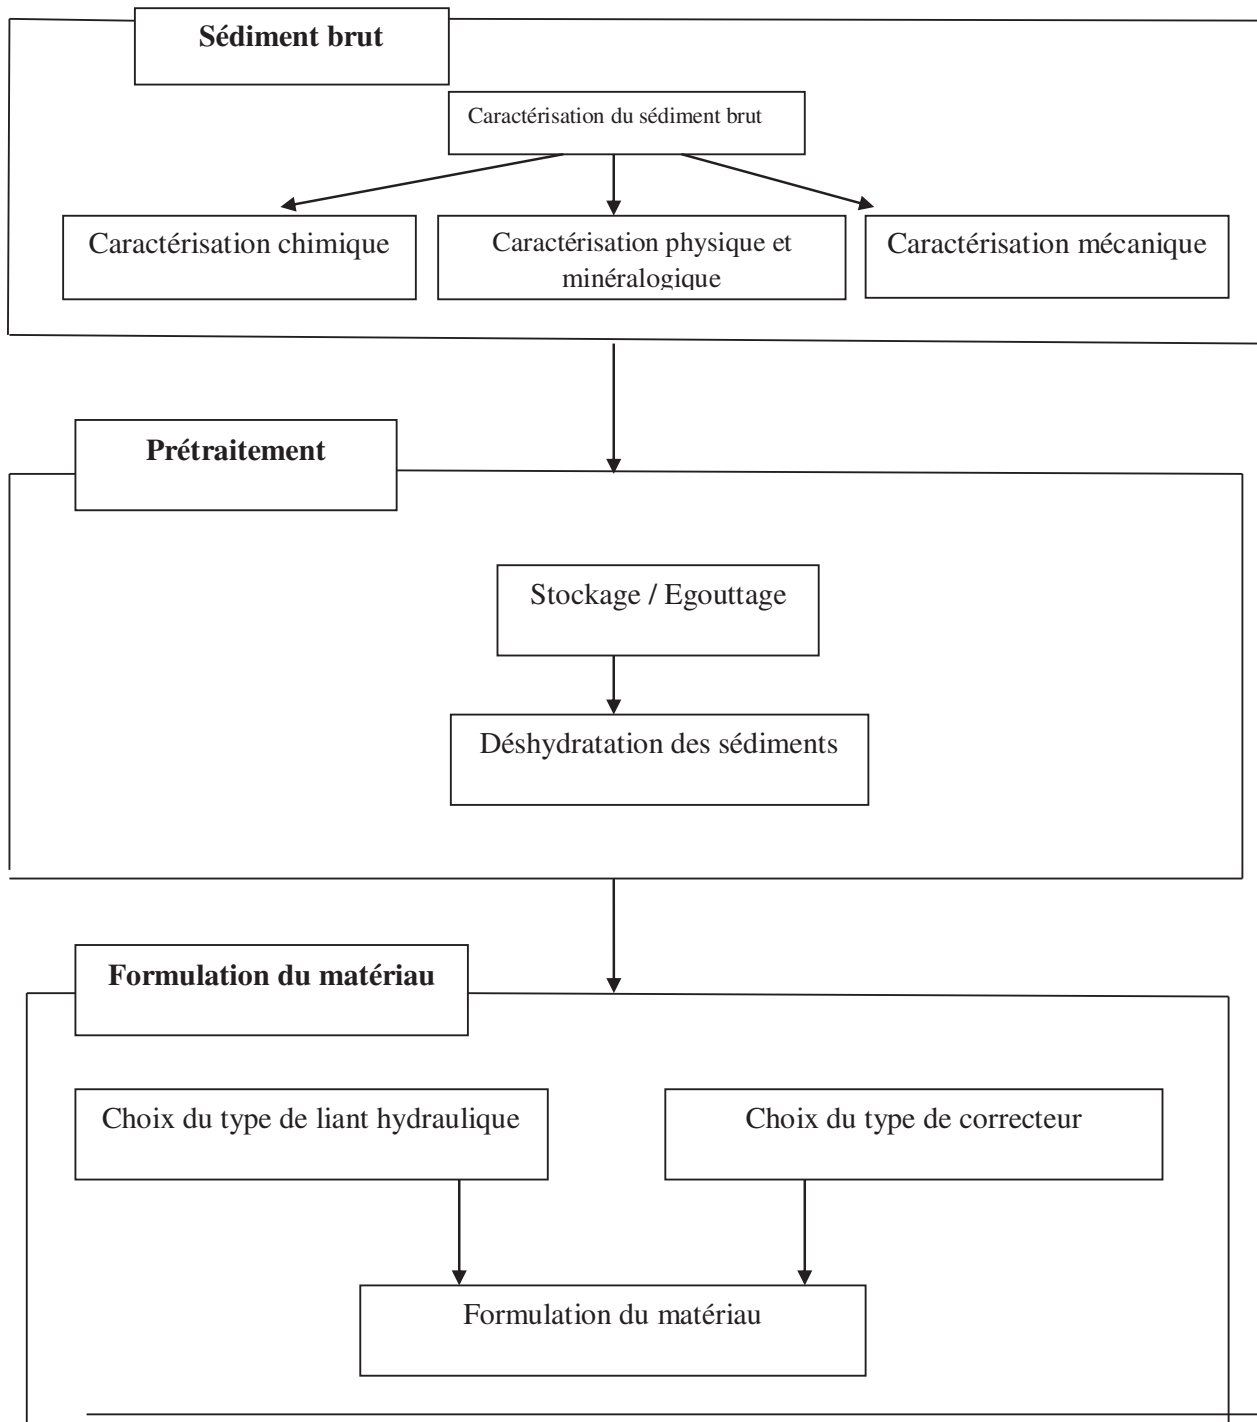 Sédiment brut
Caractérisation du sédiment brut
Caractérisation chimique
Caractérisation physique et
minéralogique
Caractérisation mécanique
Prétraitement
Stockage / Egouttage
Déshydratation des sédiments
Formulation du matériau
Choix du type de liant hydraulique
Choix du type de correcteur
Formulation du matériau